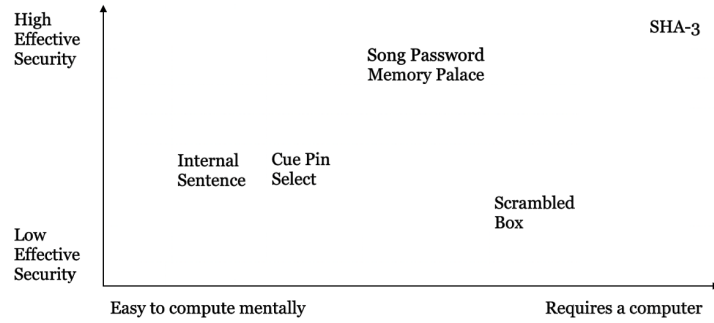 High
Effective
Security
SHA-3
Song Password
Memory Palace
Internal
Sentence
Cue Pin
Select
Scrambled
Box
Low
Effective
Security
Easy to compute mentally
Requires a computer